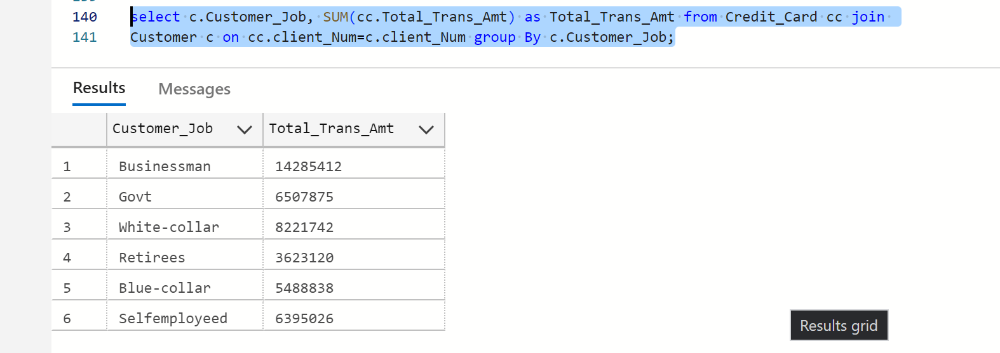 140 select c.Customer_Job, SUM(cc.Total_Trans_Amt) as Total_Trans_Amt from Credit_Card cc join
141 Customer c on cc.client_Num=c.client_Num group By c.Customer_Job;
Results Messages
Customer_Job Total_Trans_Amt
1 Businessman 14285412
2 Govt 6507875
3 White-collar 8221742
4 Retirees 3623120
5 Blue-collar 5488838
6 Selfemployeed 6395026
Results grid